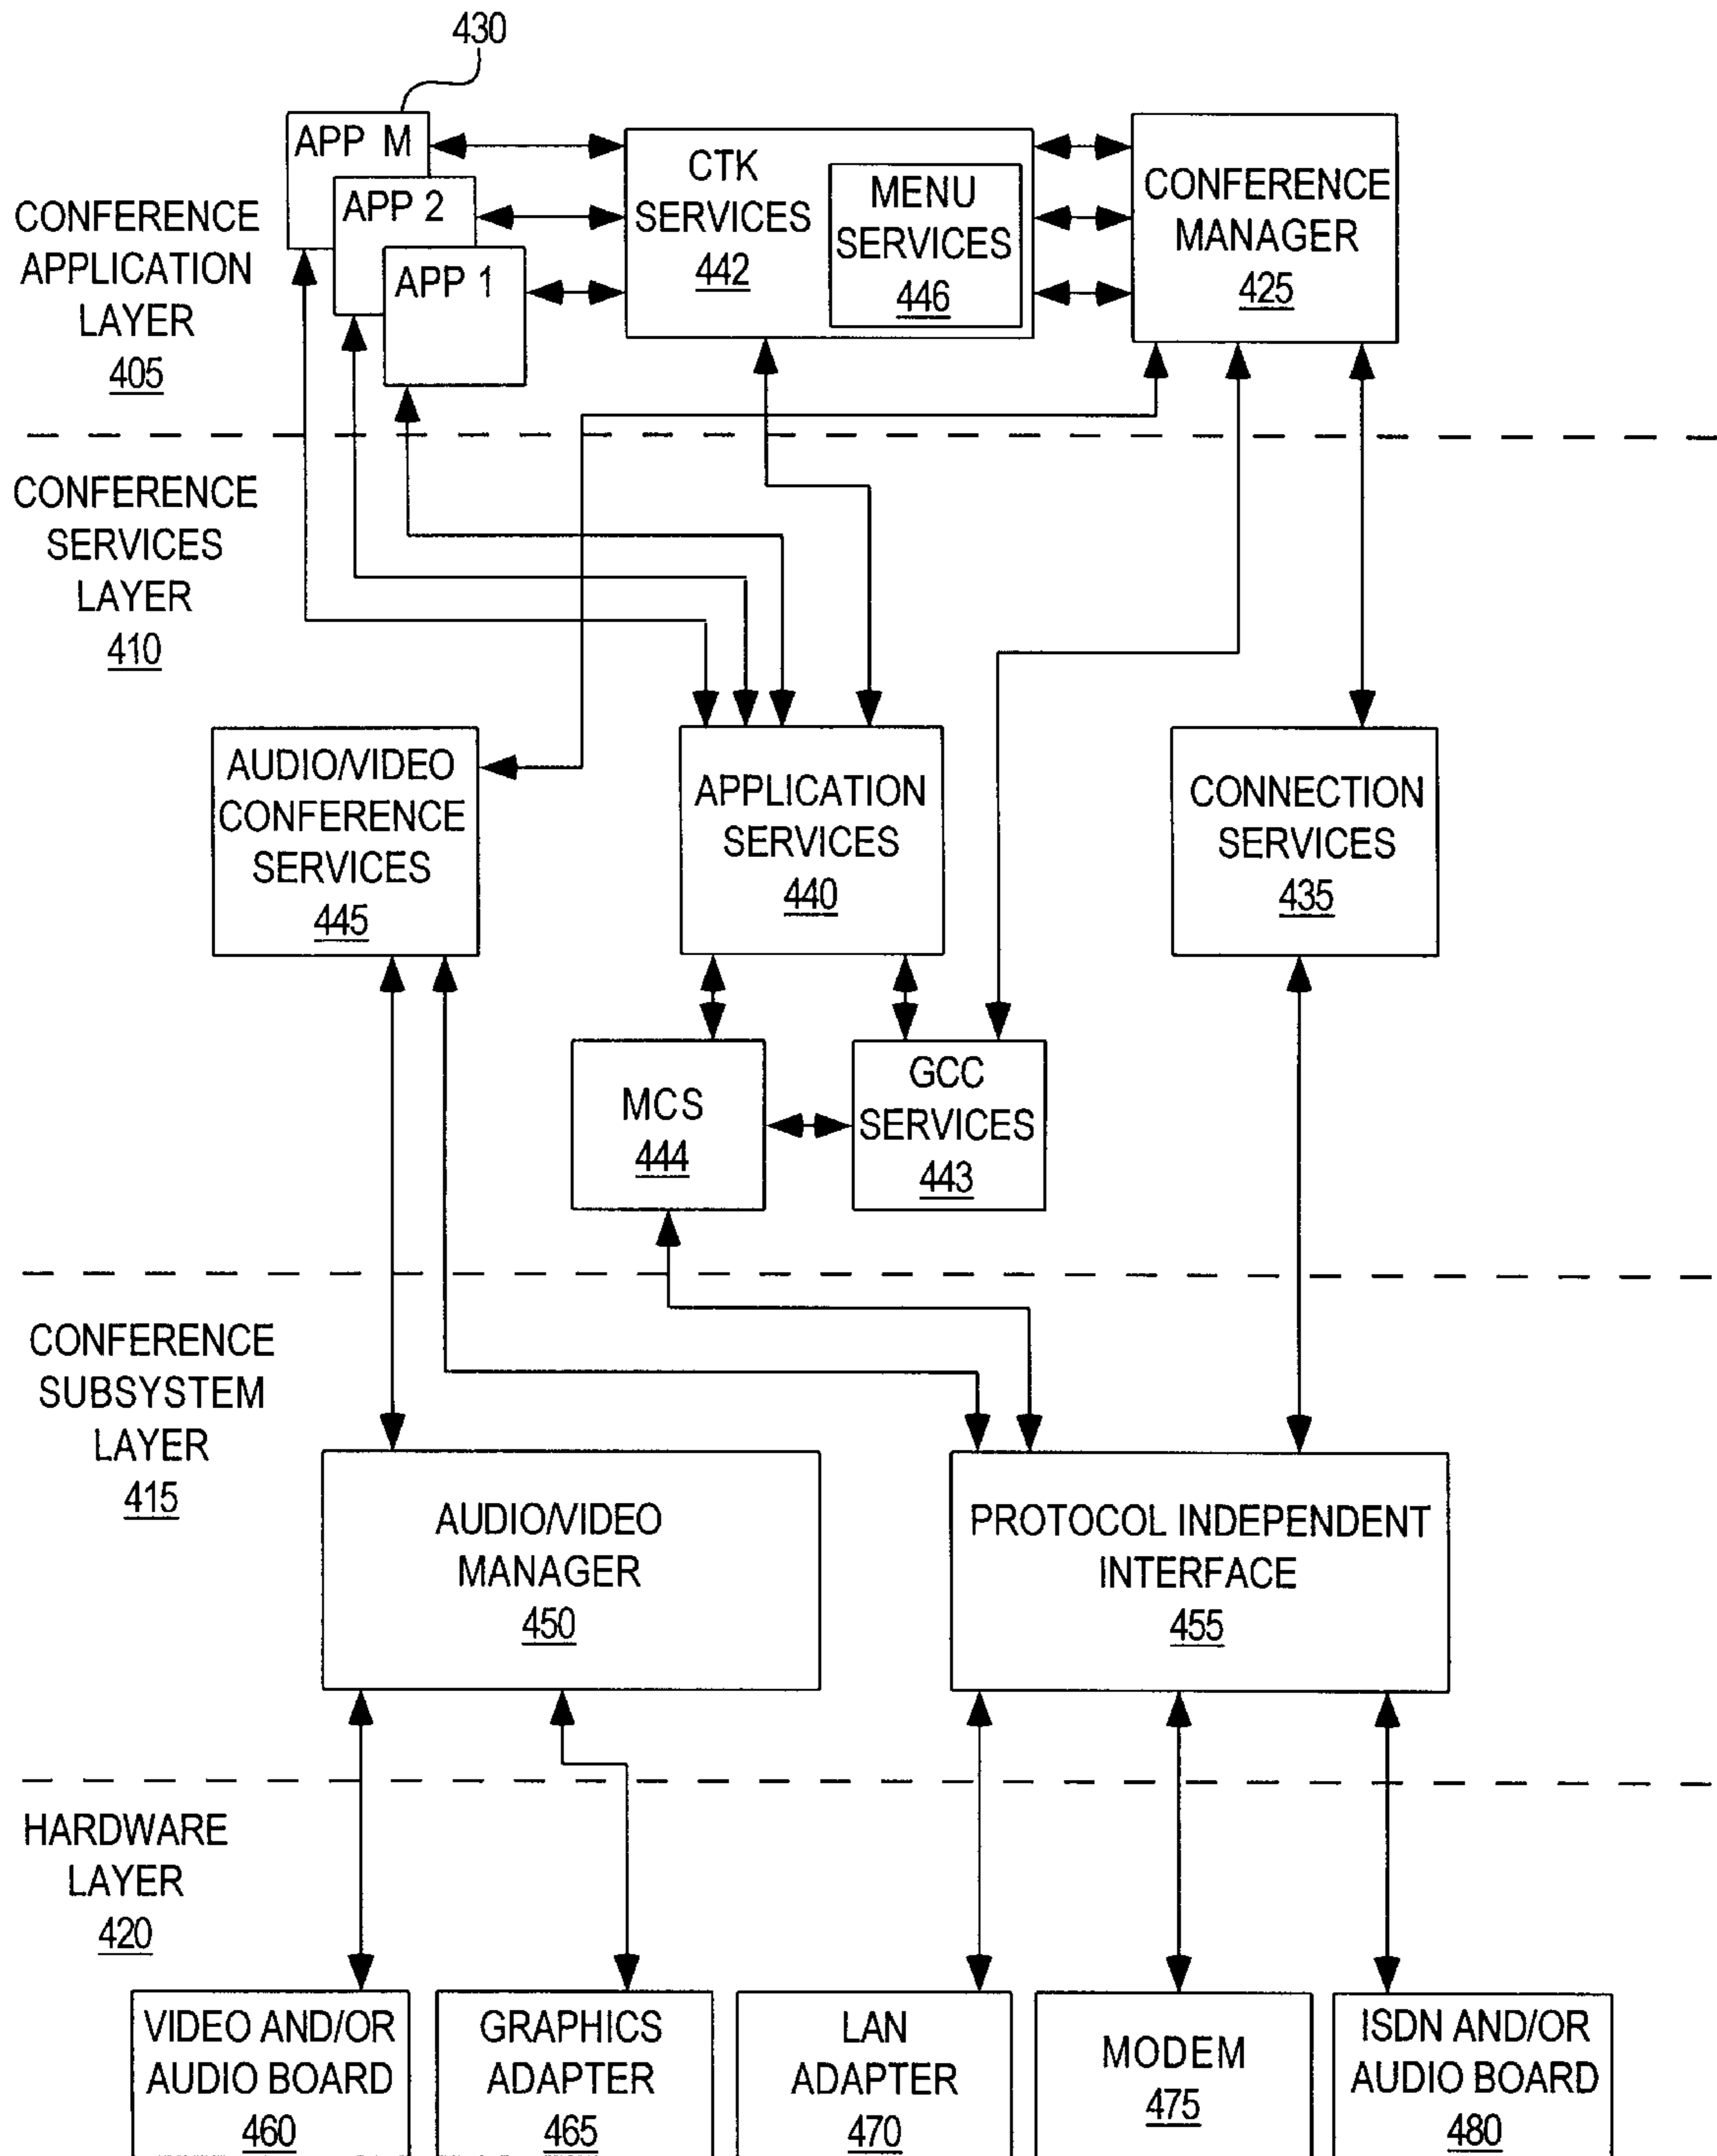 430
APP M
APP 2
APP 1
CTK
SERVICES
442
MENU
SERVICES
446
CONFERENCE
MANAGER
425
CONFERENCE
APPLICATION
LAYER
405
CONFERENCE
SERVICES
LAYER
410
AUDIO/VIDEO
CONFERENCE
SERVICES
445
APPLICATION
SERVICES
440
CONNECTION
SERVICES
435
MCS
444
GCC
SERVICES
443
CONFERENCE
SUBSYSTEM
LAYER
415
AUDIO/VIDEO
MANAGER
450
PROTOCOL INDEPENDENT
INTERFACE
455
HARDWARE
LAYER
420
VIDEO AND/OR
AUDIO BOARD
460
GRAPHICS
ADAPTER
465
LAN
ADAPTER
470
MODEM
475
ISDN AND/OR
AUDIO BOARD
480